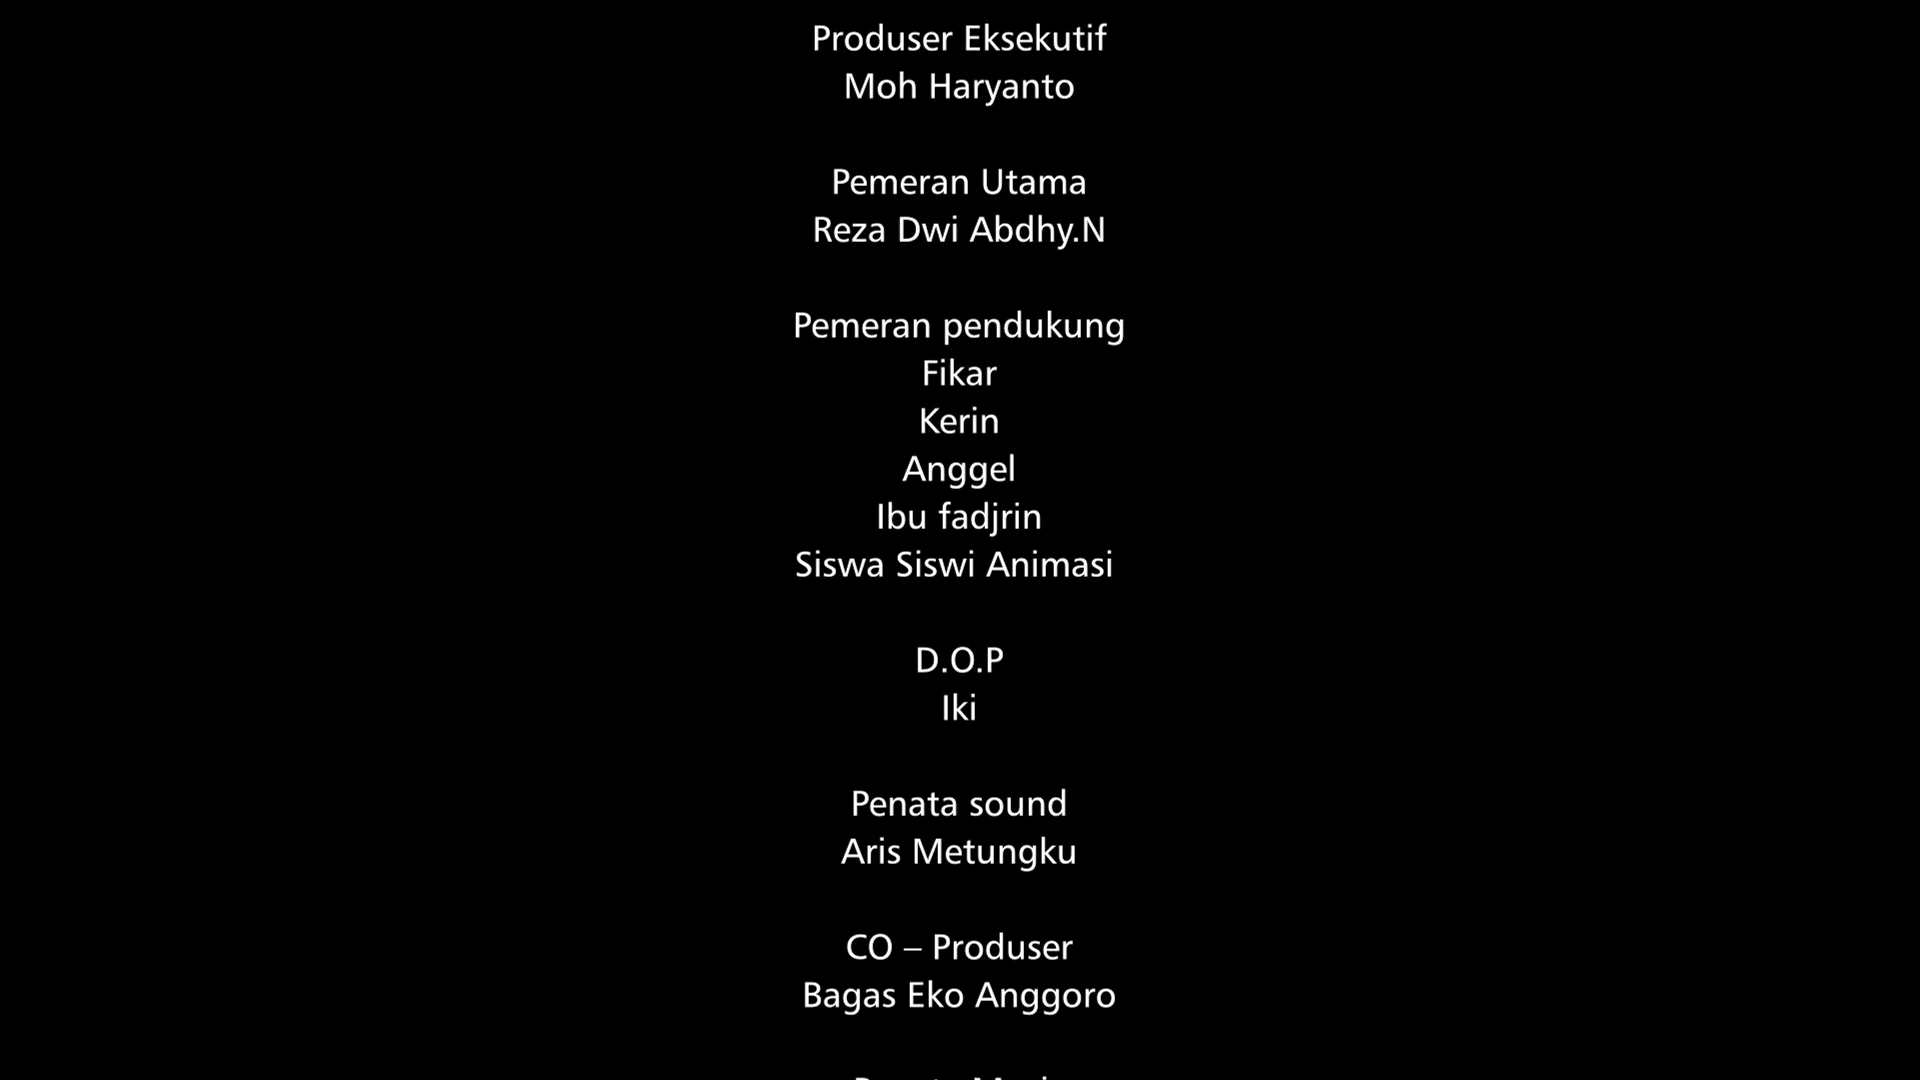 Produser Eksekutif
Moh Haryanto
Pemeran Utama
Reza Dwi Abdhy.N
Pemeran pendukung
Fikar
Kerin
Anggel
Ibu fadjrin
Siswa Siswi Animasi
D.O.P
Iki
Penata sound
Aris Metungku
CO – Produser
Bagas Eko Anggoro